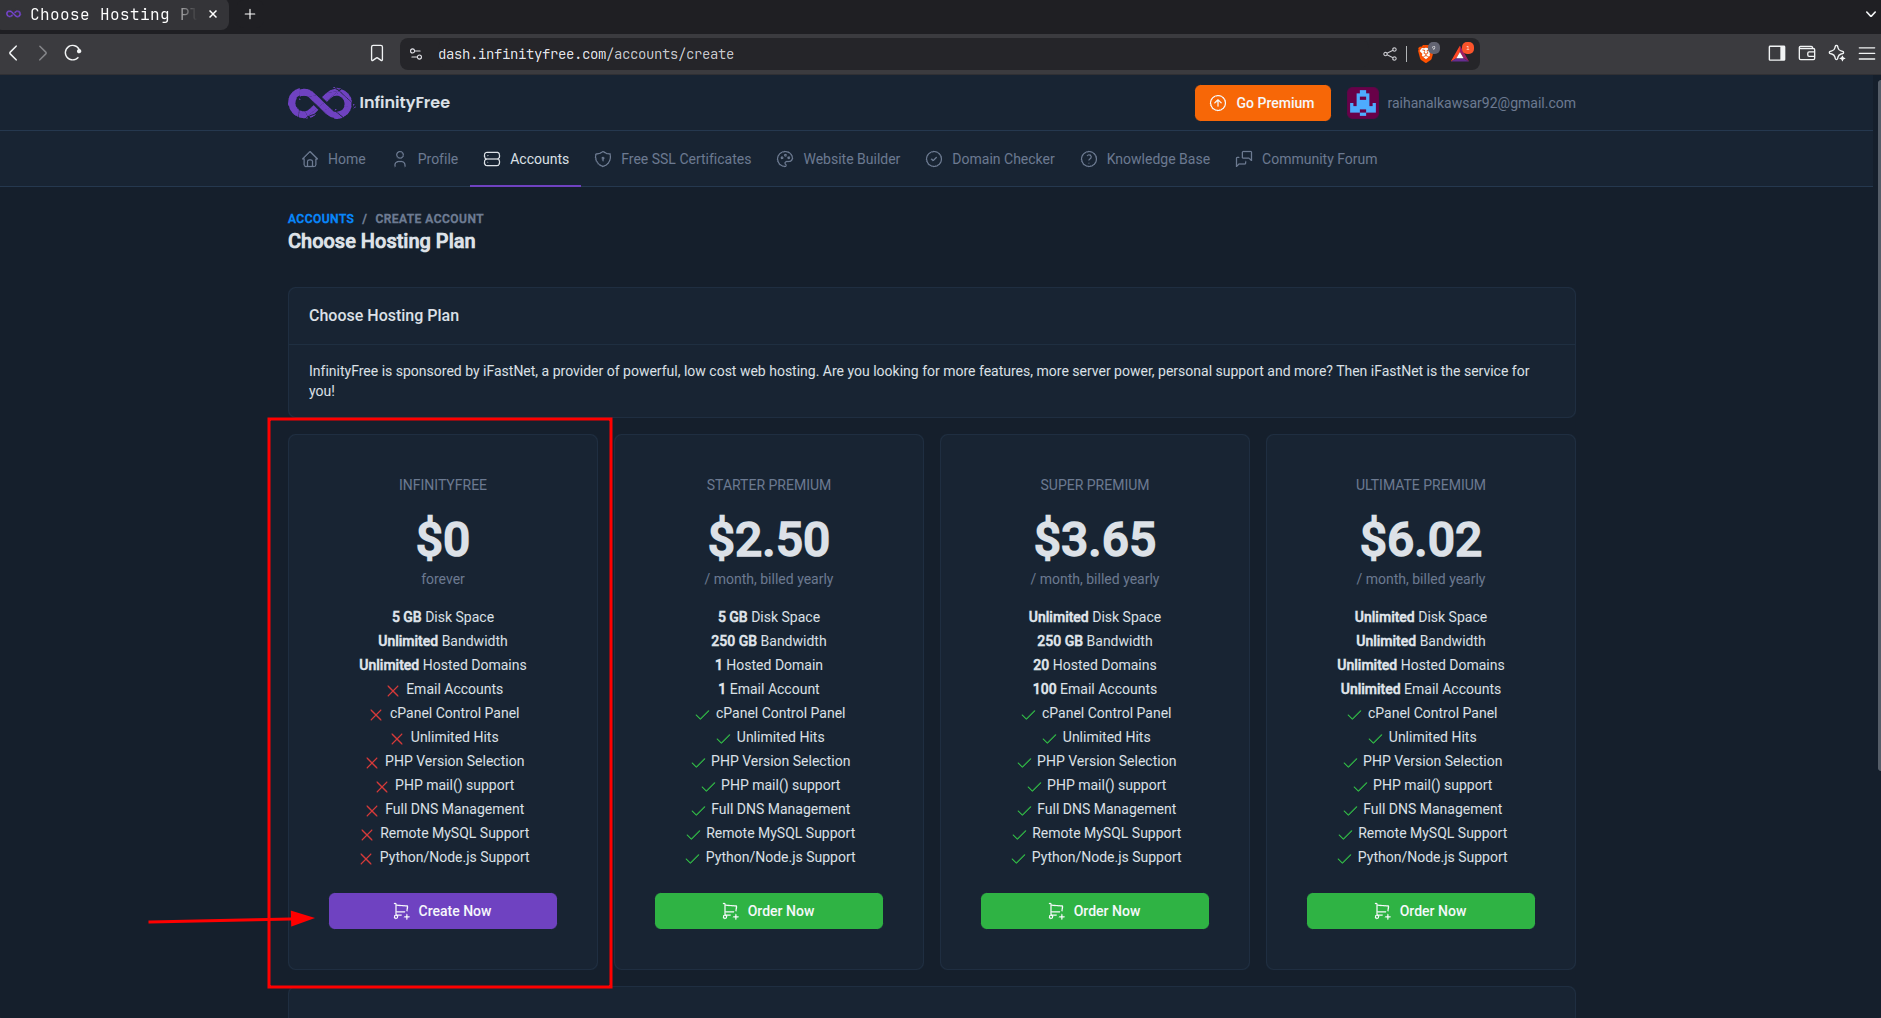 Choose Hosting Pl
dash.infinityfree.com/accounts/create
InfinityFree
Go Premium
raihanalkawsar92@gmail.com
Home
Profile
Accounts
Free SSL Certificates
Website Builder
Domain Checker
Knowledge Base
Community Forum
ACCOUNTS / CREATE ACCOUNT
Choose Hosting Plan
Choose Hosting Plan
InfinityFree is sponsored by iFastNet, a provider of powerful, low cost web hosting. Are you looking for more features, more server power, personal support and more? Then iFastNet is the service for
you!
INFINITYFREE
$0
forever
5 GB Disk Space
Unlimited Bandwidth
Unlimited Hosted Domains
Email Accounts
cPanel Control Panel
Unlimited Hits
PHP Version Selection
PHP mail() support
Full DNS Management
Remote MySQL Support
Python/Node.js Support
Create Now
STARTER PREMIUM
$2.50
/ month, billed yearly
5 GB Disk Space
250 GB Bandwidth
1 Hosted Domain
1 Email Account
cPanel Control Panel
Unlimited Hits
PHP Version Selection
PHP mail() support
Full DNS Management
Remote MySQL Support
Python/Node.js Support
Order Now
SUPER PREMIUM
$3.65
/ month, billed yearly
Unlimited Disk Space
250 GB Bandwidth
20 Hosted Domains
100 Email Accounts
cPanel Control Panel
Unlimited Hits
PHP Version Selection
PHP mail() support
Full DNS Management
Remote MySQL Support
Python/Node.js Support
Order Now
ULTIMATE PREMIUM
$6.02
/ month, billed yearly
Unlimited Disk Space
Unlimited Bandwidth
Unlimited Hosted Domains
Unlimited Email Accounts
cPanel Control Panel
Unlimited Hits
PHP Version Selection
PHP mail() support
Full DNS Management
Remote MySQL Support
Python/Node.js Support
Order Now